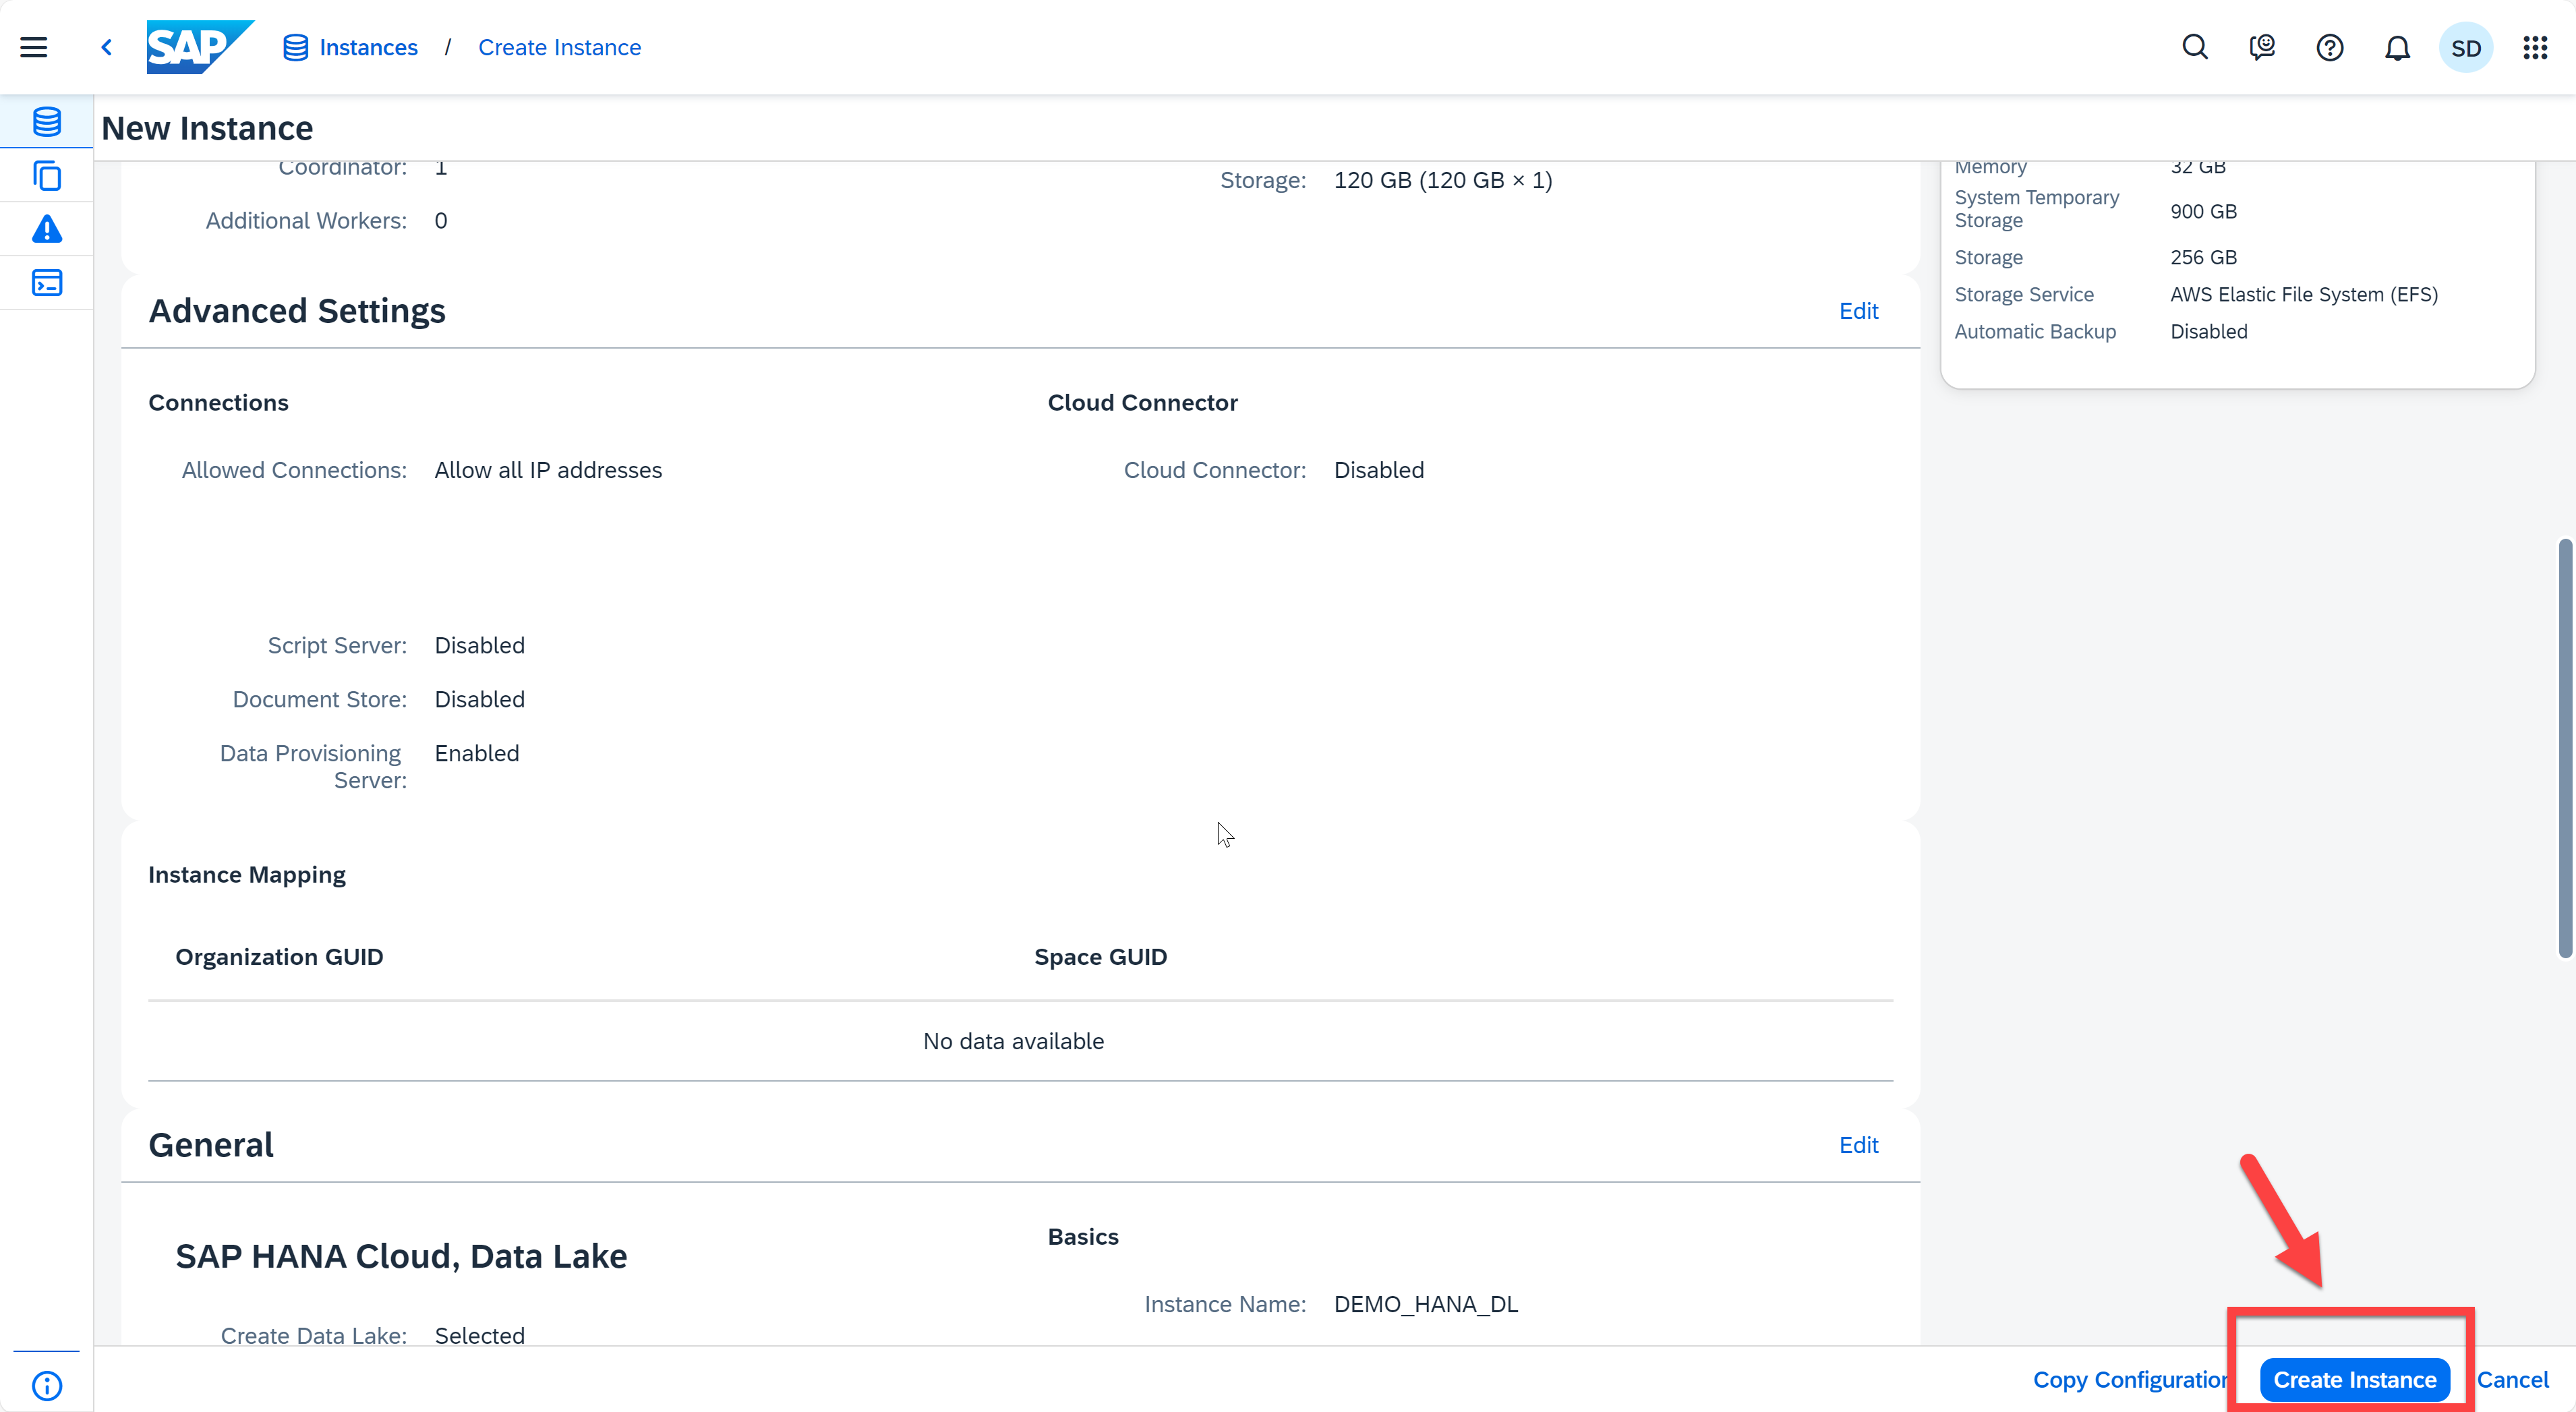 SAP
Instances / Create Instance
SD
New Instance
Coordinator: 1
Additional Workers: 0
Storage: 120 GB (120 GB × 1)
Advanced Settings
Edit
Connections
Allowed Connections: Allow all IP addresses
Cloud Connector
Cloud Connector: Disabled
Script Server: Disabled
Document Store: Disabled
Data Provisioning
Server:
Enabled
Instance Mapping
Organization GUID
Space GUID
No data available
General
Edit
SAP HANA Cloud, Data Lake
Create Data Lake: Selected
Basics
Instance Name: DEMO_HANA_DL
Memory 32 GB
System Temporary
Storage
900 GB
Storage 256 GB
Storage Service AWS Elastic File System (EFS)
Automatic Backup Disabled
Copy Configuration
Create Instance
Cancel